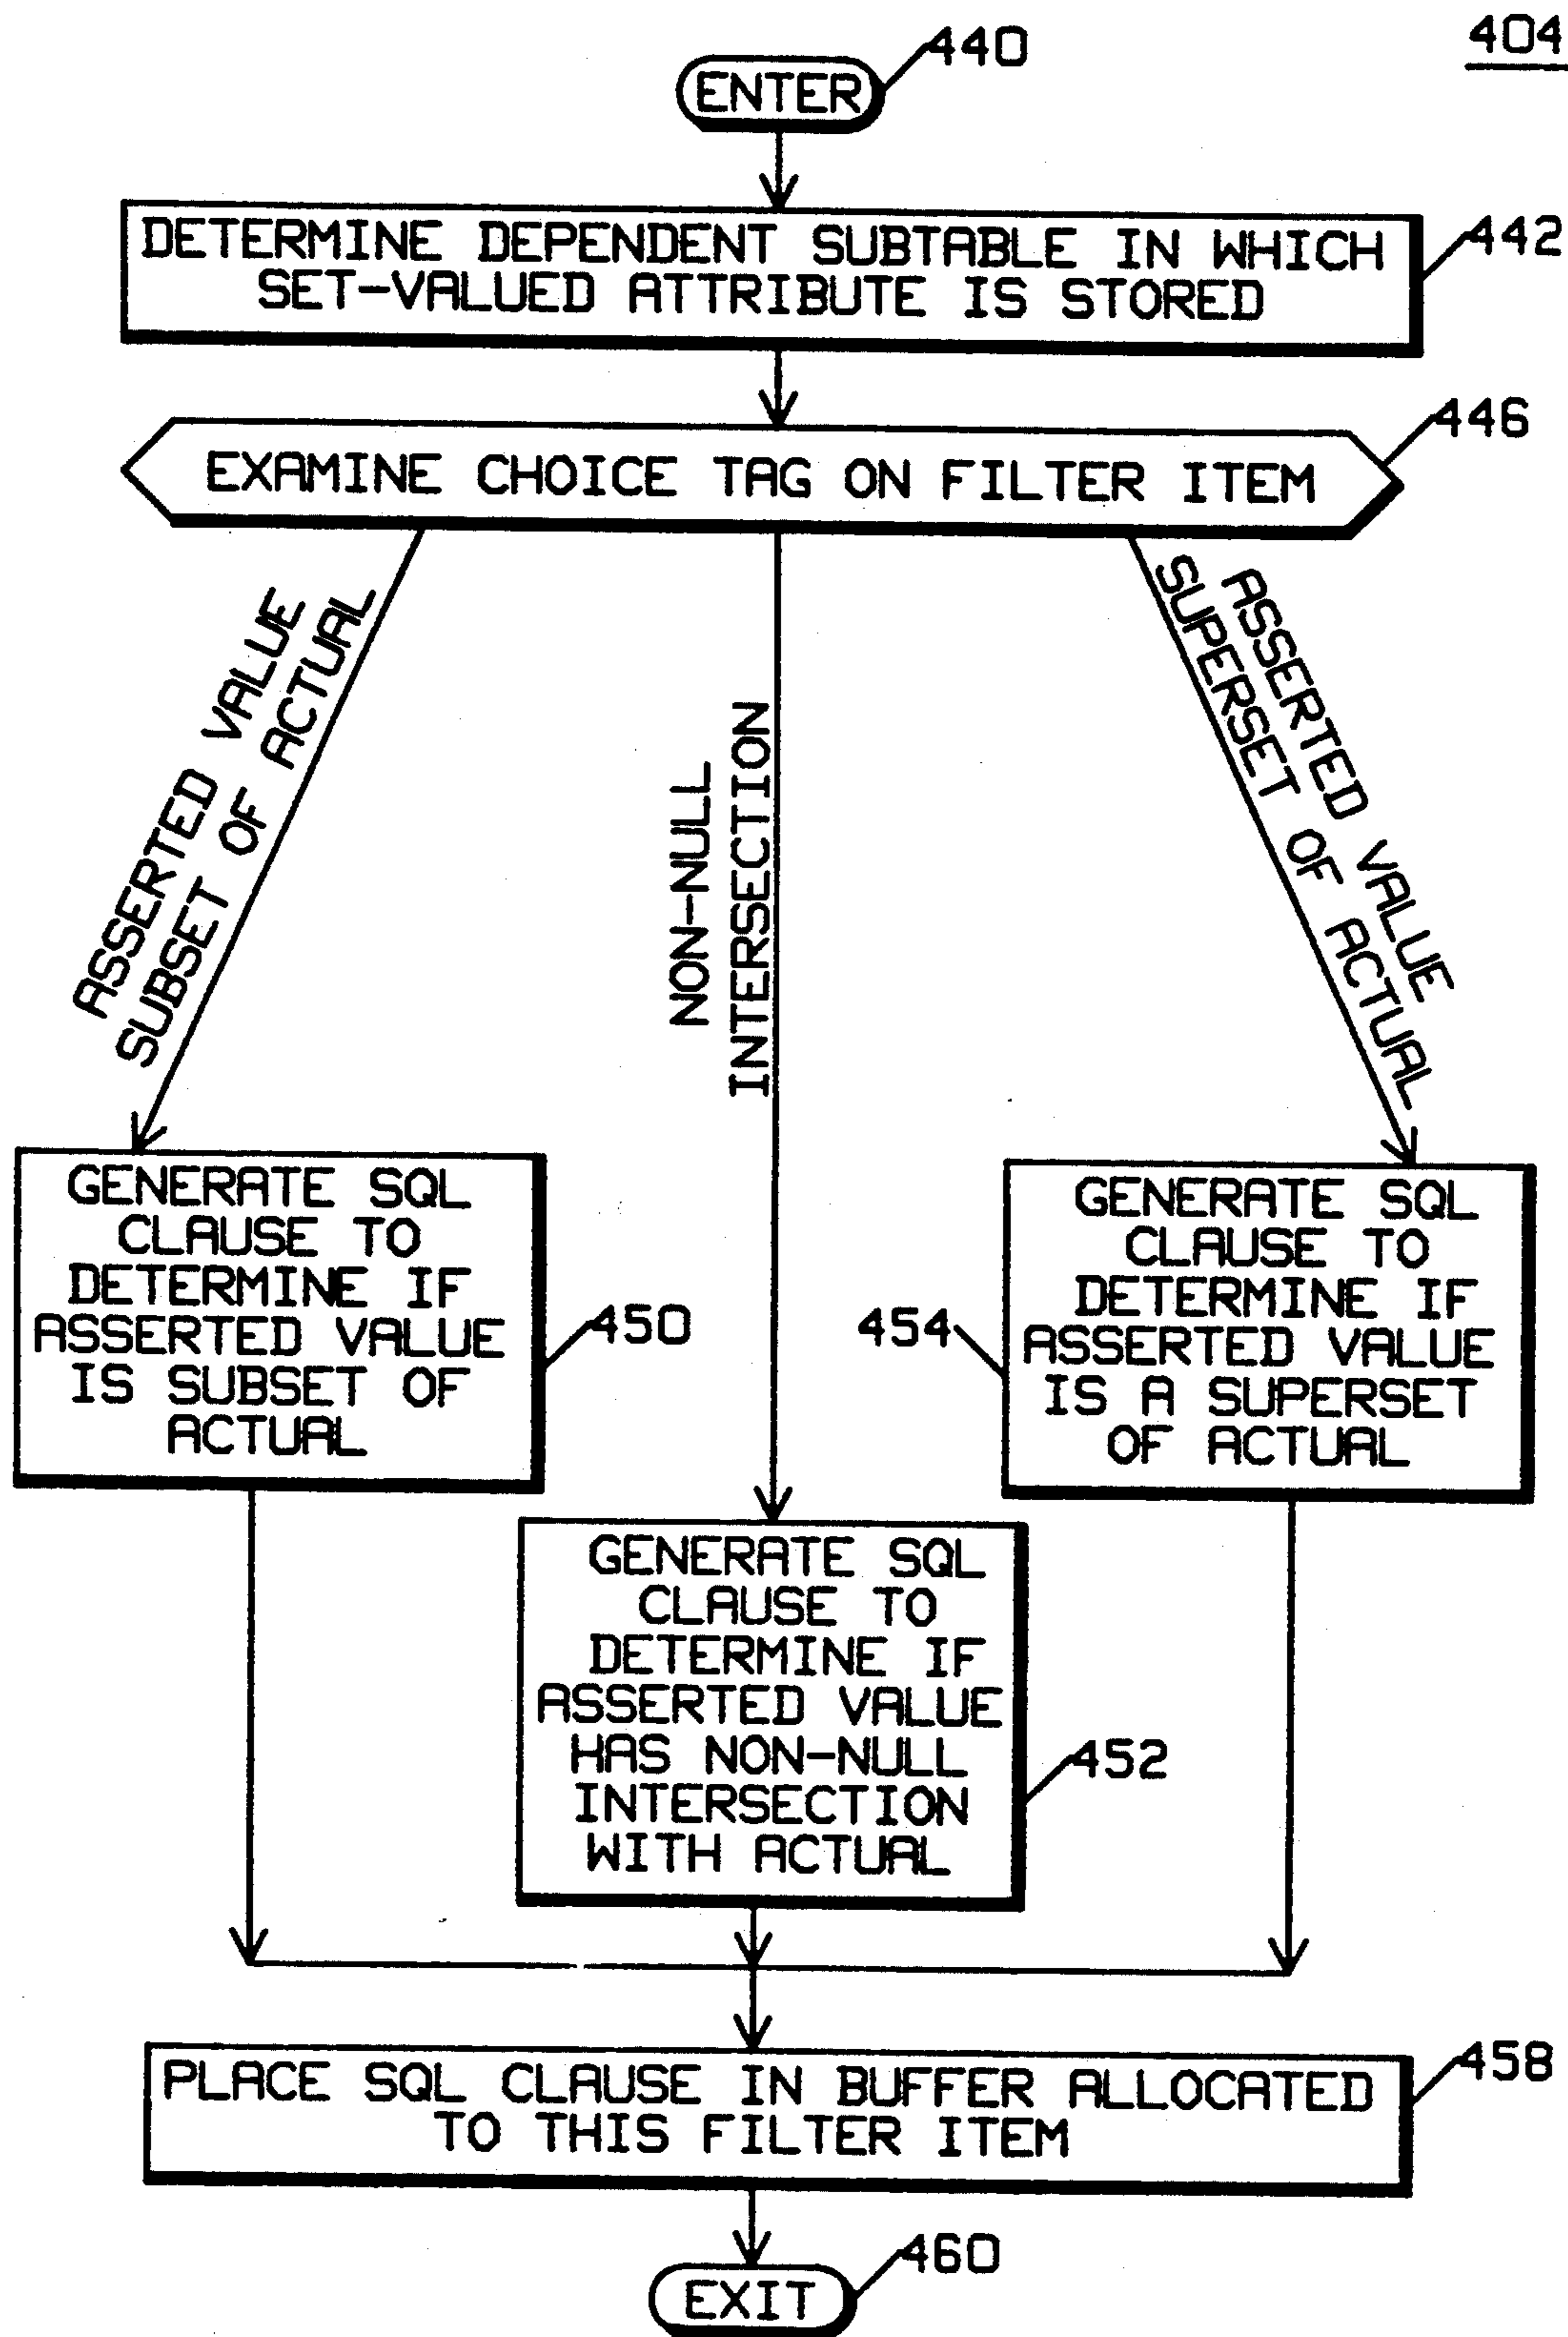 404
440
ENTER
DETERMINE DEPENDENT SUBTABLE IN WHICH
SET-VALUED ATTRIBUTE IS STORED
442
446
EXAMINE CHOICE TAG ON FILTER ITEM
ASSERTED VALUE
SUBSET OF ACTUAL
NON-NULL
INTERSECTION
ASSERTED VALUE
SUPERSET OF ACTUAL
GENERATE SQL
CLAUSE TO
DETERMINE IF
ASSERTED VALUE
IS SUBSET OF
ACTUAL
450
454
GENERATE SQL
CLAUSE TO
DETERMINE IF
ASSERTED VALUE
IS A SUPERSET
OF ACTUAL
GENERATE SQL
CLAUSE TO
DETERMINE IF
ASSERTED VALUE
HAS NON-NULL
INTERSECTION
WITH ACTUAL
452
PLACE SQL CLAUSE IN BUFFER ALLOCATED
TO THIS FILTER ITEM
458
460
EXIT